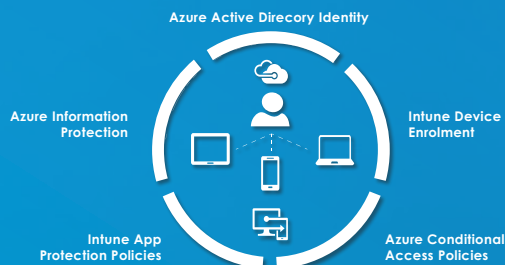 Azure Active Direcory Identity
Azure Information
Protection
Intune Device
Enrolment
Intune App
Protection Policies
Azure Conditional
Access Policies